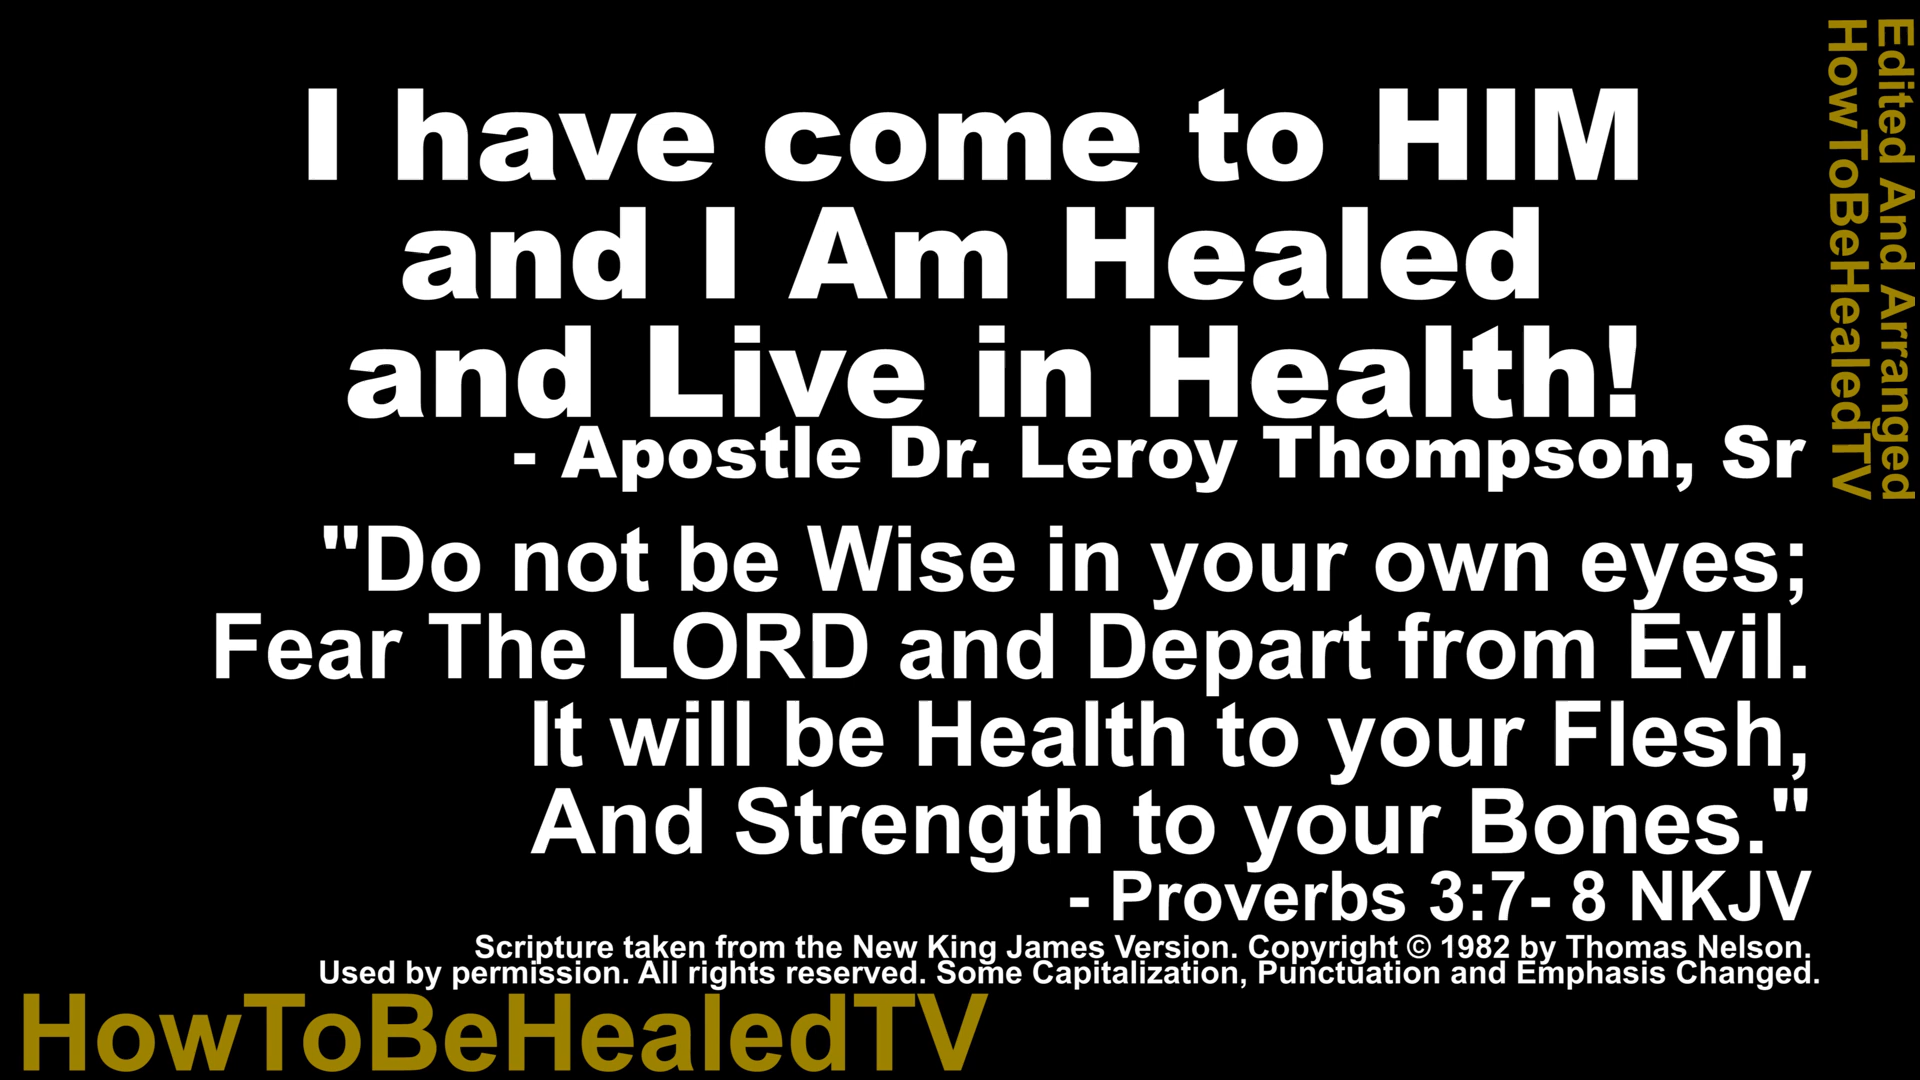 I have come to HIM
and I Am Healed
and Live in Health!
- Apostle Dr. Leroy Thompson, Sr
"Do not be Wise in your own eyes;
Fear The LORD and Depart from Evil.
It will be Health to your Flesh,
And Strength to your Bones."
- Proverbs 3:7- 8 NKJV
Scripture taken from the New King James Version. Copyright © 1982 by Thomas Nelson.
Used by permission. All rights reserved. Some Capitalization, Punctuation and Emphasis Changed.
HowToBeHealedTV
Edited And Arranged
HowToBeHealedTV